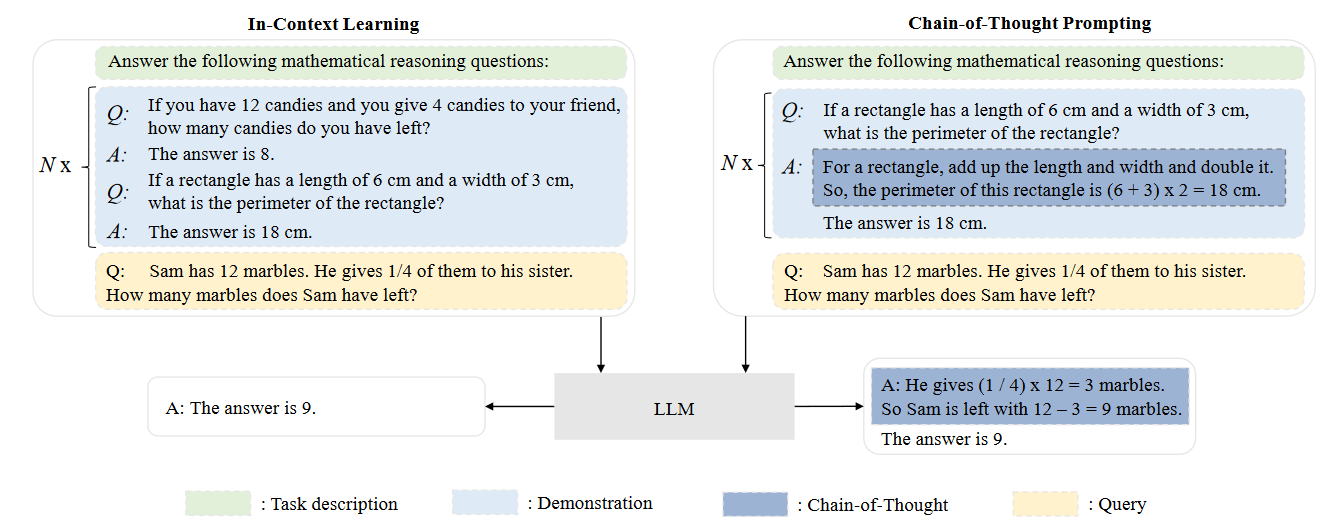 In-Context Learning
Answer the following mathematical reasoning questions:
N x
Q: If you have 12 candies and you give 4 candies to your friend,
how many candies do you have left?
A: The answer is 8.
Q: If a rectangle has a length of 6 cm and a width of 3 cm,
what is the perimeter of the rectangle?
A: The answer is 18 cm.
Q: Sam has 12 marbles. He gives 1/4 of them to his sister.
How many marbles does Sam have left?
Chain-of-Thought Prompting
Answer the following mathematical reasoning questions:
N x
Q: If a rectangle has a length of 6 cm and a width of 3 cm,
what is the perimeter of the rectangle?
A: For a rectangle, add up the length and width and double it.
So, the perimeter of this rectangle is (6 + 3) x 2 = 18 cm.
The answer is 18 cm.
Q: Sam has 12 marbles. He gives 1/4 of them to his sister.
How many marbles does Sam have left?
A: The answer is 9.
LLM
A: He gives (1 / 4) x 12 = 3 marbles.
So Sam is left with 12 – 3 = 9 marbles.
The answer is 9.
: Task description
: Demonstration
: Chain-of-Thought
: Query